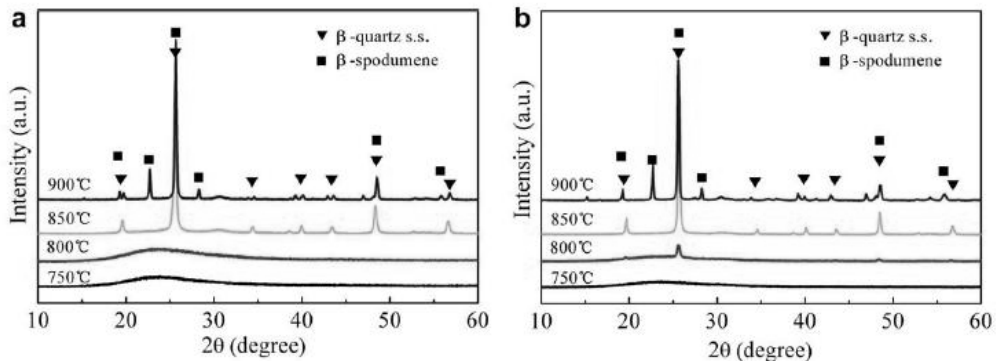 a
▼ β-quartz s.s.
■ β-spodumene
Intensity (a.u.)
900℃
850℃
800℃
750℃
10 20 30 40 50 60
2θ (degree)
b
▼ β-quartz s.s.
■ β-spodumene
Intensity (a.u.)
900℃
850℃
800℃
750℃
10 20 30 40 50 60
2θ (degree)